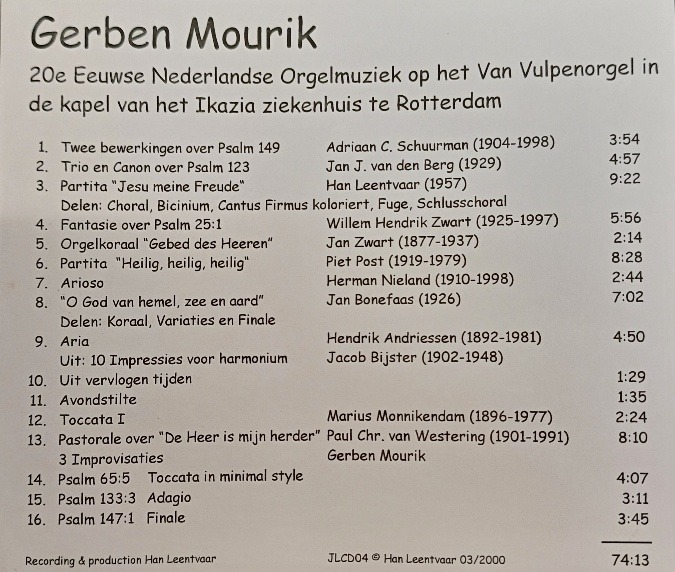 Gerben Mourik
20e Eeuwse Nederlandse Orgelmuziek op het Van Vulpenorgel in
de kapel van het Ikazia ziekenhuis te Rotterdam
1. Twee bewerkingen over Psalm 149 Adriaan C. Schuurman (1904-1998) 3:54
2. Trio en Canon over Psalm 123 Jan J. van den Berg (1929) 4:57
3. Partita "Jesu meine Freude" Han Leentvaar (1957) 9:22
Delen: Choral, Bicinium, Cantus Firmus koloriert, Fuge, Schlusschoral
4. Fantasie over Psalm 25:1 Willem Hendrik Zwart (1925-1997) 5:56
5. Orgelkoraal "Gebed des Heeren" Jan Zwart (1877-1937) 2:14
6. Partita "Heilig, heilig, heilig" Piet Post (1919-1979) 8:28
7. Arioso Herman Nieland (1910-1998) 2:44
8. "O God van hemel, zee en aard" Jan Bonefaas (1926) 7:02
Delen: Koraal, Variaties en Finale
9. Aria Hendrik Andriessen (1892-1981) 4:50
Uit: 10 Impressies voor harmonium Jacob Bijster (1902-1948)
10. Uit vervlogen tijden 1:29
11. Avondstilte 1:35
12. Toccata I Marius Monnikendam (1896-1977) 2:24
13. Pastorale over "De Heer is mijn herder" Paul Chr. van Westering (1901-1991) 8:10
3 Improvisaties Gerben Mourik
14. Psalm 65:5 Toccata in minimal style 4:07
15. Psalm 133:3 Adagio 3:11
16. Psalm 147:1 Finale 3:45
Recording & production Han Leentvaar JLCD04 © Han Leentvaar 03/2000 74:13